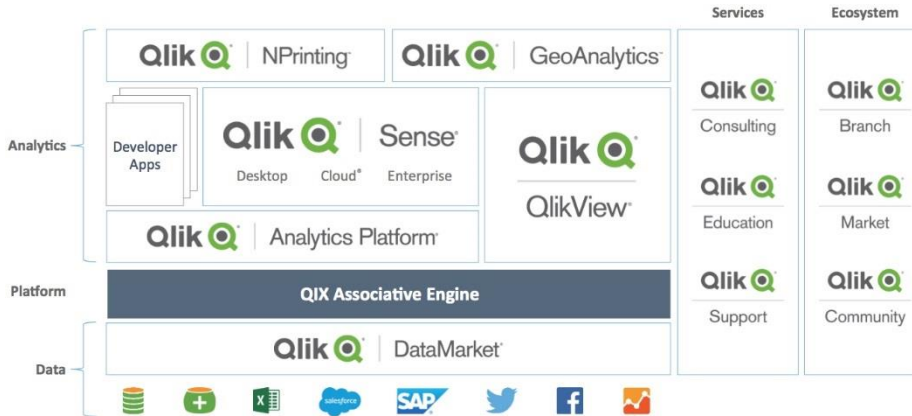 Services
Ecosystem
Qlik NPrinting
Qlik GeoAnalytics
Analytics
Developer
Apps
Qlik Sense®
Desktop Cloud® Enterprise
Qlik
QlikView®
Qlik Analytics Platform®
Platform
QIX Associative Engine
Data
Qlik DataMarket®
X
salesforce
SAP
f
Qlik
Consulting
Qlik
Education
Qlik
Support
Qlik
Branch
Qlik
Market
Qlik
Community